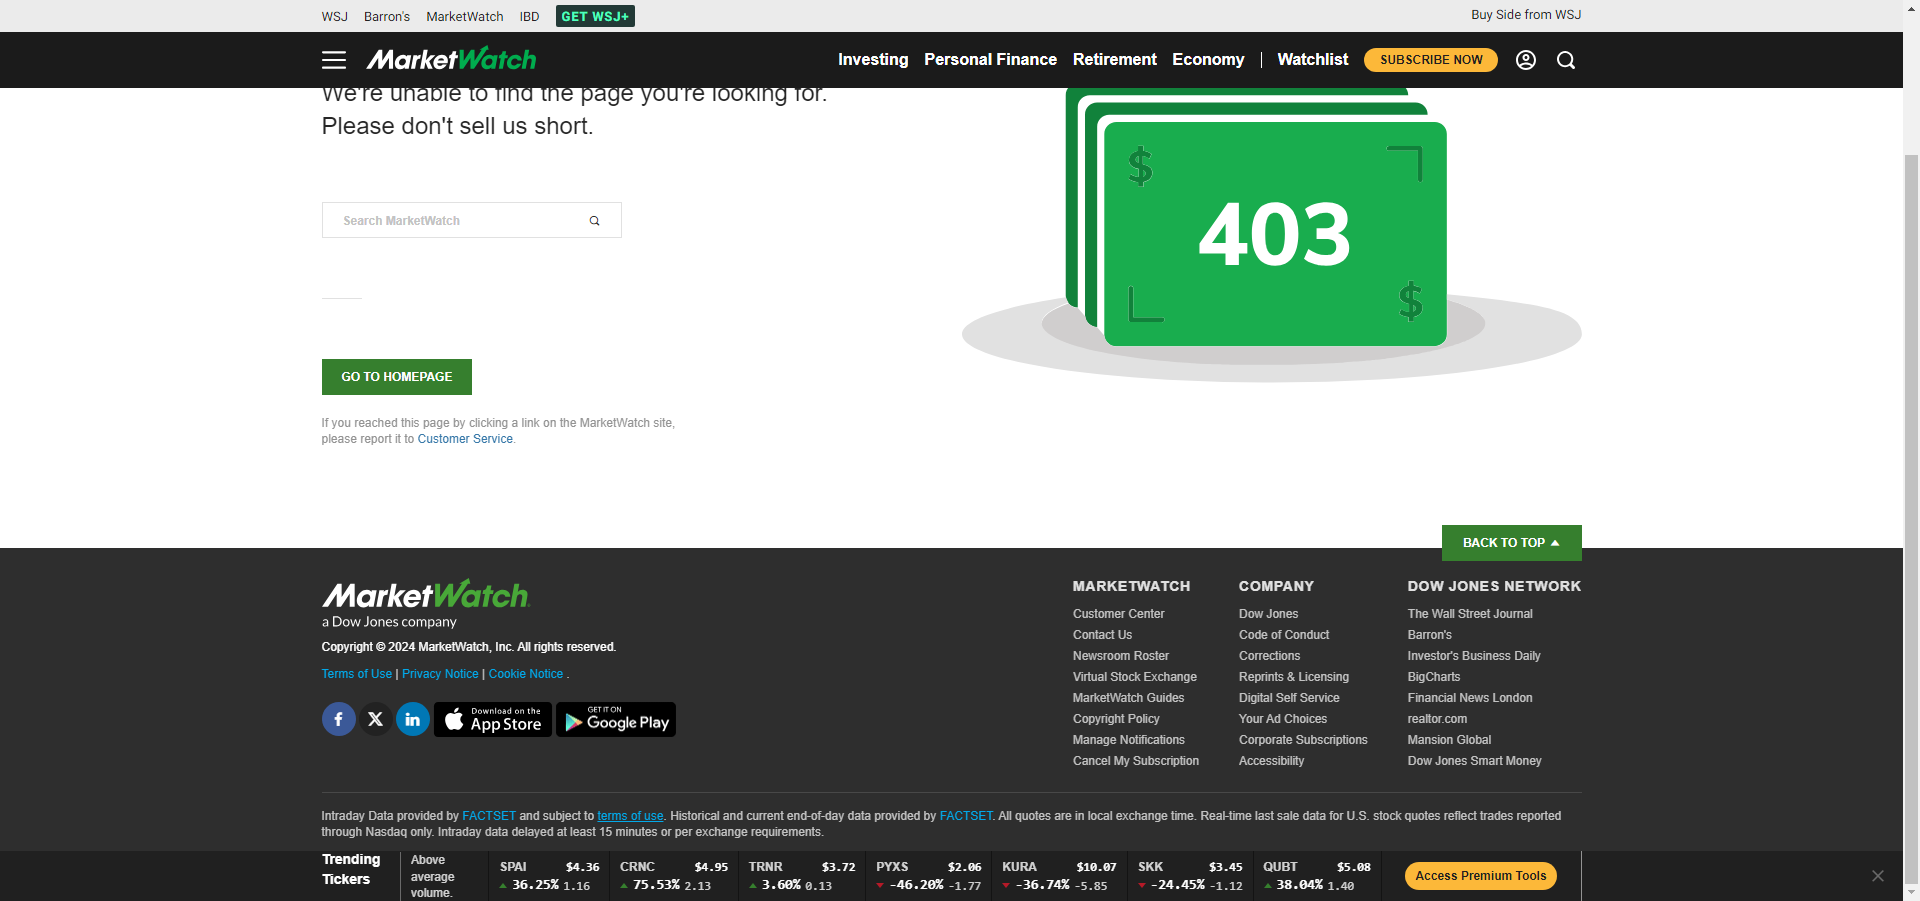 WSJ Barron's MarketWatch IBD GET WSJ+ Buy Side from WSJ
MarketWatch Investing Personal Finance Retirement Economy | Watchlist SUBSCRIBE NOW
We're unable to find the page you're looking for.
Please don't sell us short.
Search MarketWatch
$
403
$
GO TO HOMEPAGE
If you reached this page by clicking a link on the MarketWatch site,
please report it to Customer Service.
BACK TO TOP
MarketWatch
a Dow Jones company
Copyright © 2024 MarketWatch, Inc. All rights reserved.
Terms of Use | Privacy Notice | Cookie Notice .
f X in Download on the
App Store
GET IT ON
Google Play
MARKETWATCH
Customer Center
Contact Us
Newsroom Roster
Virtual Stock Exchange
MarketWatch Guides
Copyright Policy
Manage Notifications
Cancel My Subscription
COMPANY
Dow Jones
Code of Conduct
Corrections
Reprints & Licensing
Digital Self Service
Your Ad Choices
Corporate Subscriptions
Accessibility
DOW JONES NETWORK
The Wall Street Journal
Barron's
Investor's Business Daily
BigCharts
Financial News London
realtor.com
Mansion Global
Dow Jones Smart Money
Intraday Data provided by FACTSET and subject to terms of use. Historical and current end-of-day data provided by FACTSET. All quotes are in local exchange time. Real-time last sale data for U.S. stock quotes reflect trades reported
through Nasdaq only. Intraday data delayed at least 15 minutes or per exchange requirements.
Trending
Tickers
Above
average
volume.
SPAI $4.36
36.25% 1.16
CRNC $4.95
75.53% 2.13
TRNR $3.72
3.60% 0.13
PYXS $2.06
-46.20% -1.77
KURA $10.07
-36.74% -5.85
SKK $3.45
-24.45% -1.12
QUBT $5.08
38.04% 1.40
Access Premium Tools